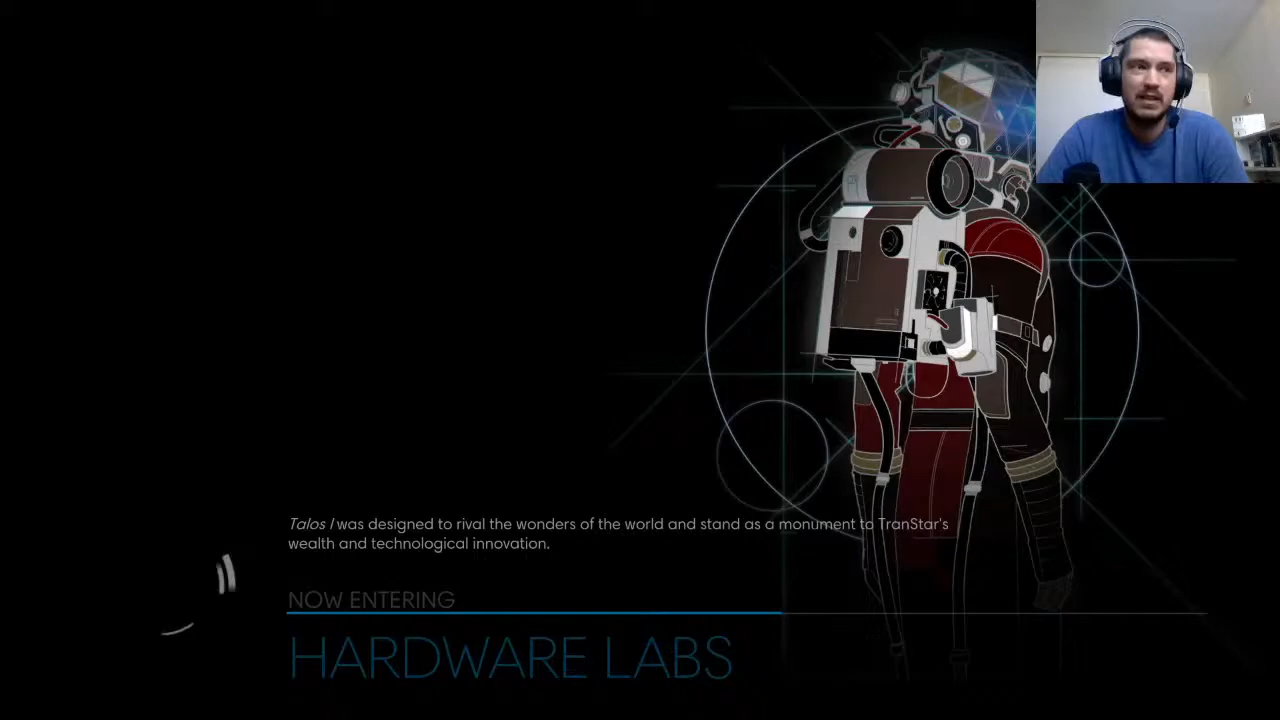 Talos I was designed to rival the wonders of the world and stand as a monument to TranStar's
wealth and technological innovation.
NOW ENTERING
HARDWARE LABS